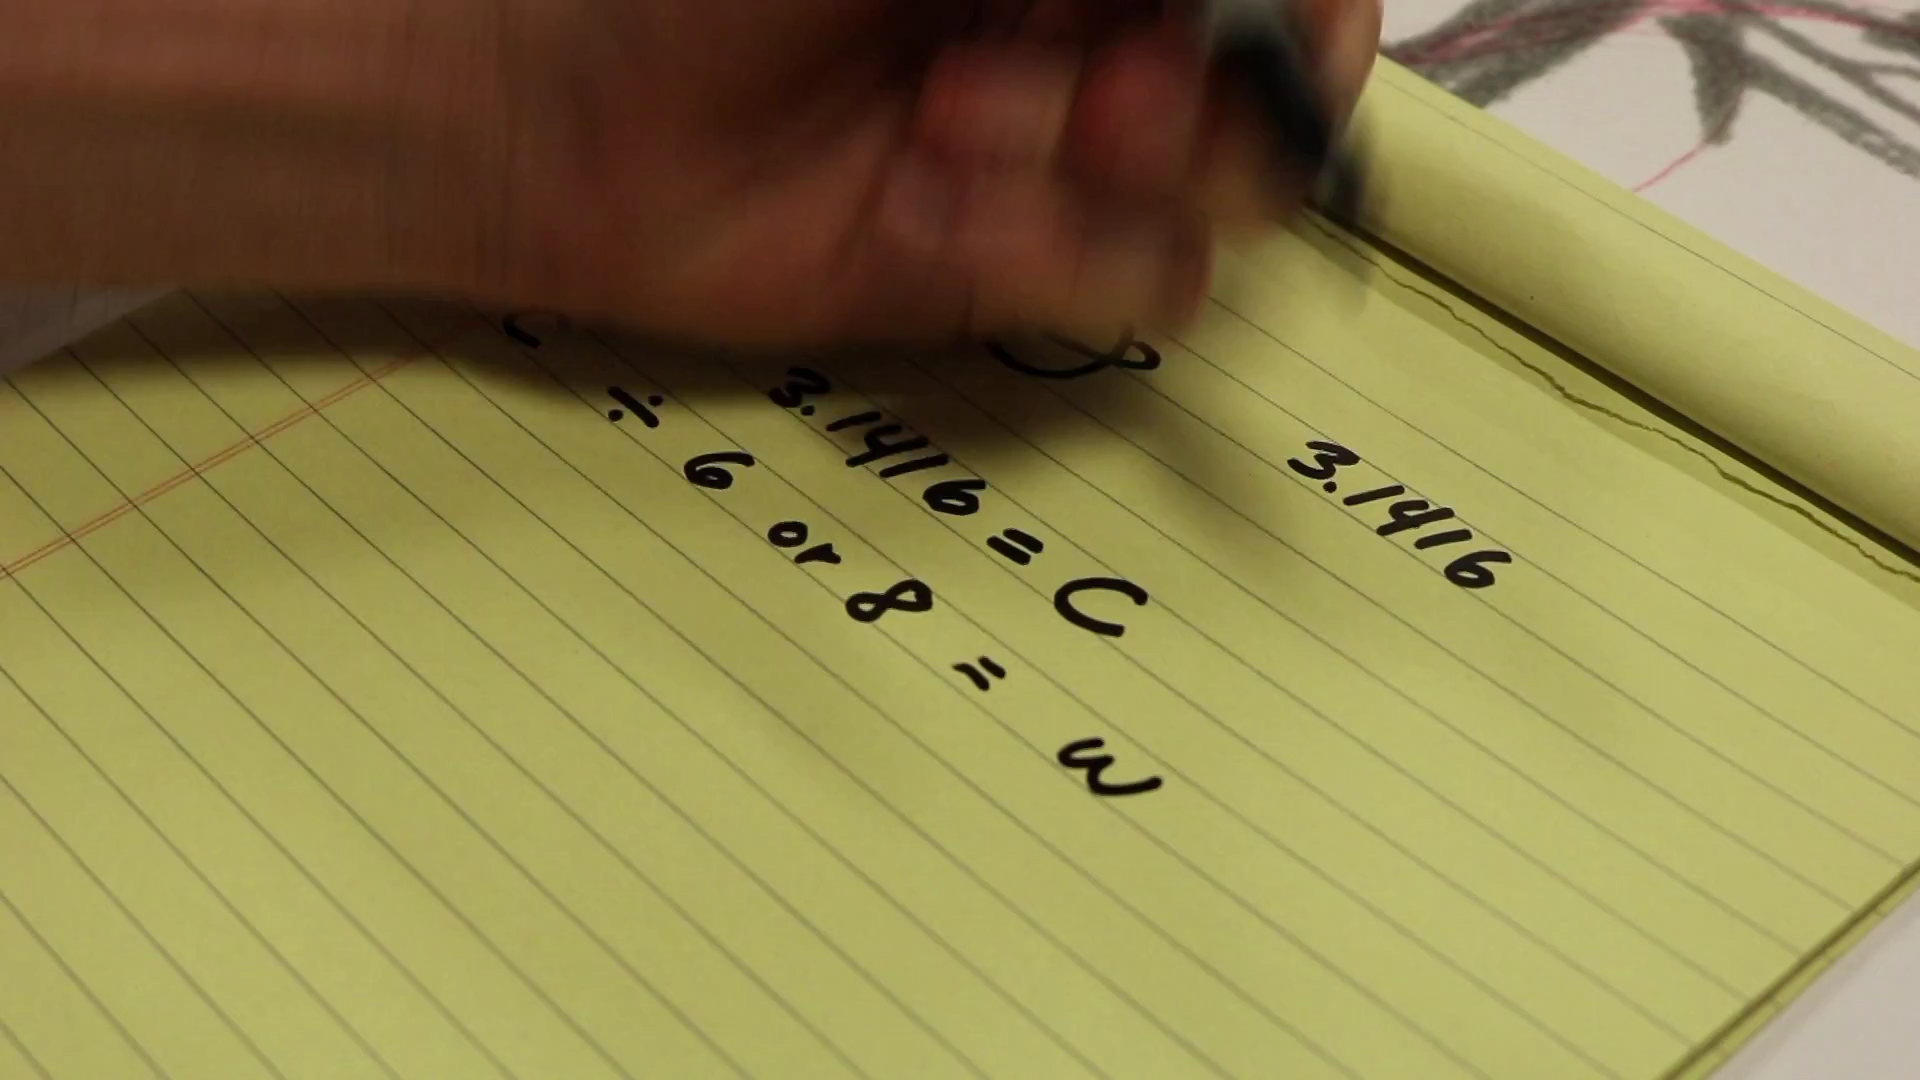 3.1416
3.1416 = C
÷ 6 or 8 = W